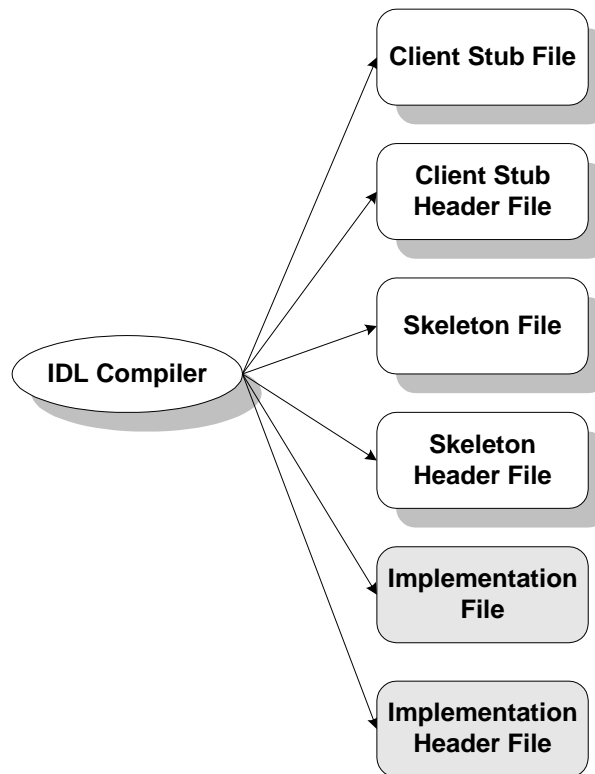 Client Stub File
Client Stub
Header File
Skeleton File
IDL Compiler
Skeleton
Header File
Implementation
File
Implementation
Header File